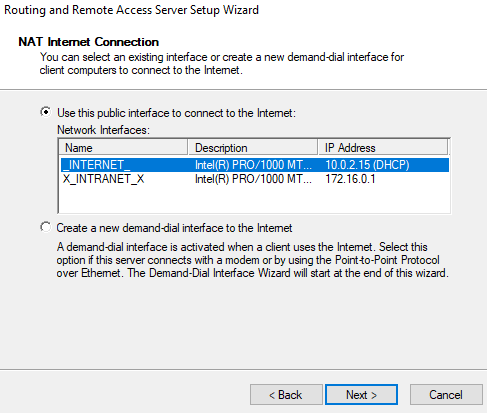 Routing and Remote Access Server Setup Wizard
NAT Internet Connection
You can select an existing interface or create a new demand-dial interface for
client computers to connect to the Internet.
Use this public interface to connect to the Internet:
Network Interfaces:
Name Description IP Address
_INTERNET_ Intel(R) PRO/1000 MT... 10.0.2.15 (DHCP)
X_INTRANET_X Intel(R) PRO/1000 MT... 172.16.0.1
Create a new demand-dial interface to the Internet
A demand-dial interface is activated when a client uses the Internet. Select this
option if this server connects with a modem or by using the Point-to-Point Protocol
over Ethernet. The Demand-Dial Interface Wizard will start at the end of this wizard.
< Back Next > Cancel